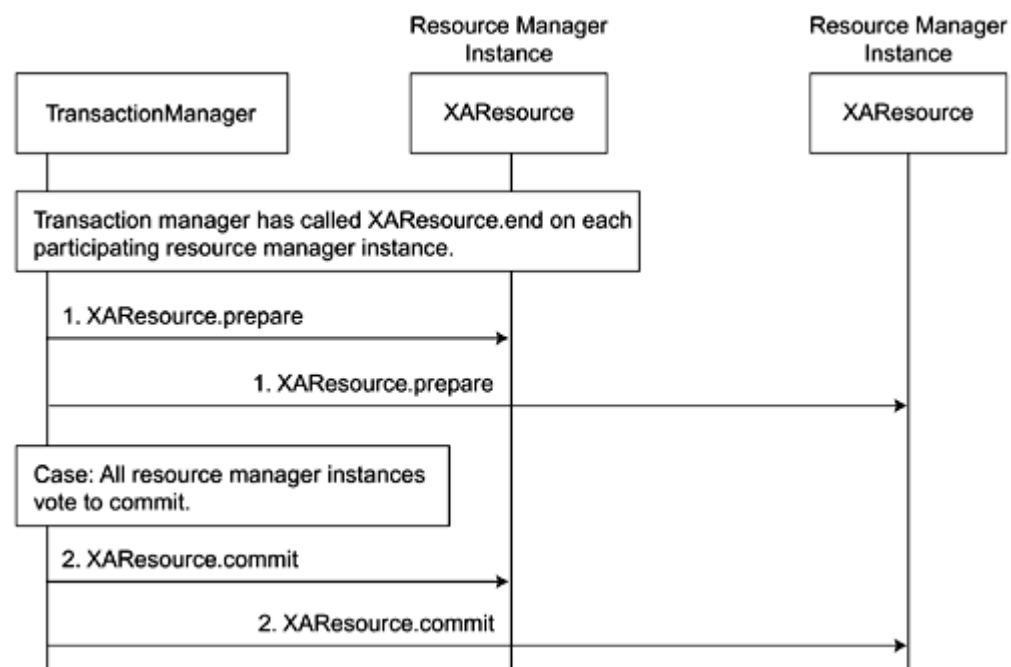 Resource Manager
Instance
Resource Manager
Instance
TransactionManager
XAResource
XAResource
Transaction manager has called XAResource.end on each
participating resource manager instance.
1. XAResource.prepare
1. XAResource.prepare
Case: All resource manager instances
vote to commit.
2. XAResource.commit
2. XAResource.commit